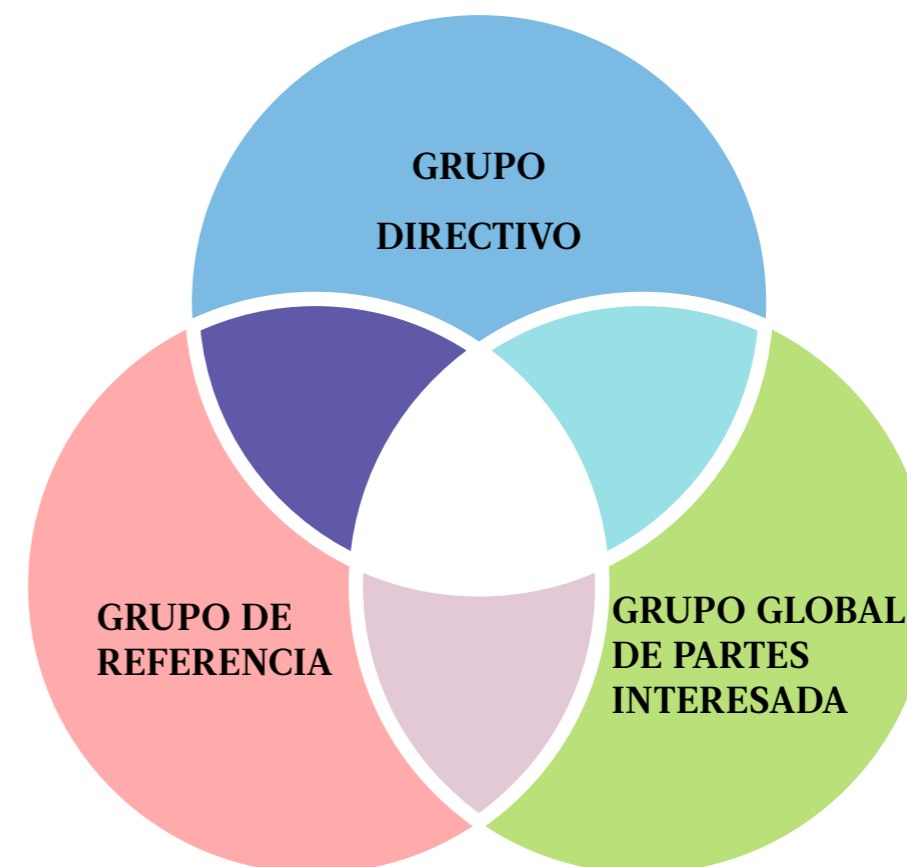 GRUPO
DIRECTIVO
GRUPO DE
REFERENCIA
GRUPO GLOBAL
DE PARTES
INTERESADA